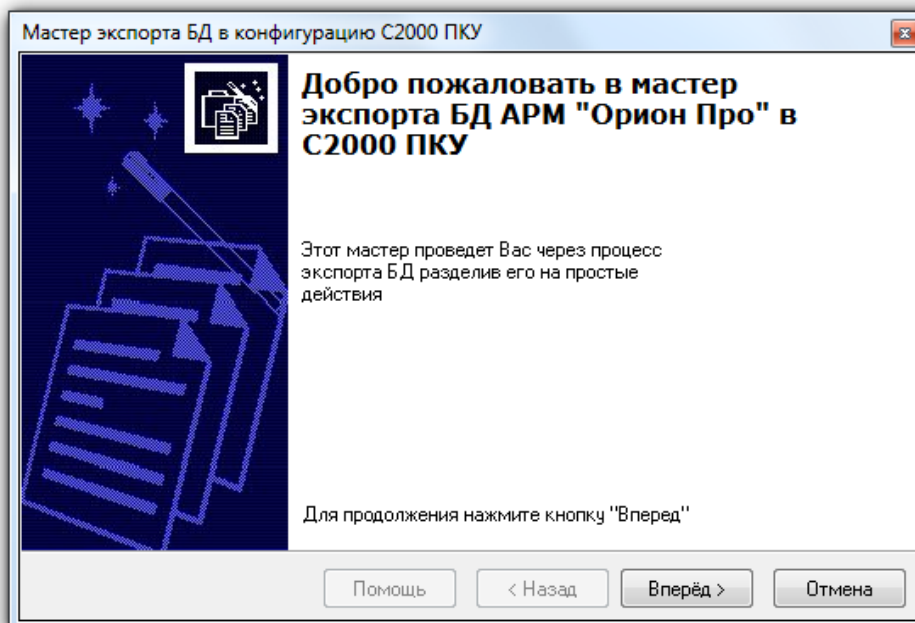 Мастер экспорта БД в конфигурацию С2000 ПКУ
Добро пожаловать в мастер
экспорта БД АРМ "Орион Про" в
С2000 ПКУ
Этот мастер проведет Вас через процесс
экспорта БД разделив его на простые
действия
Для продолжения нажмите кнопку "Вперед"
Помощь
< Назад
Вперёд >
Отмена